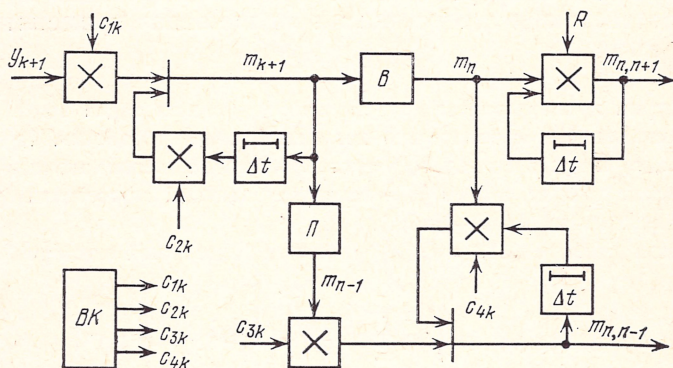 c₁ₖ
R
yₖ₊₁
mₖ₊₁
В
mₙ
mₙ,ₙ₊₁
Δt
Δt
c₂ₖ
П
mₙ₋₁
c₄ₖ
Δt
ВК
c₁ₖ
c₂ₖ
c₃ₖ
c₄ₖ
c₃ₖ
mₙ,ₙ₋₁